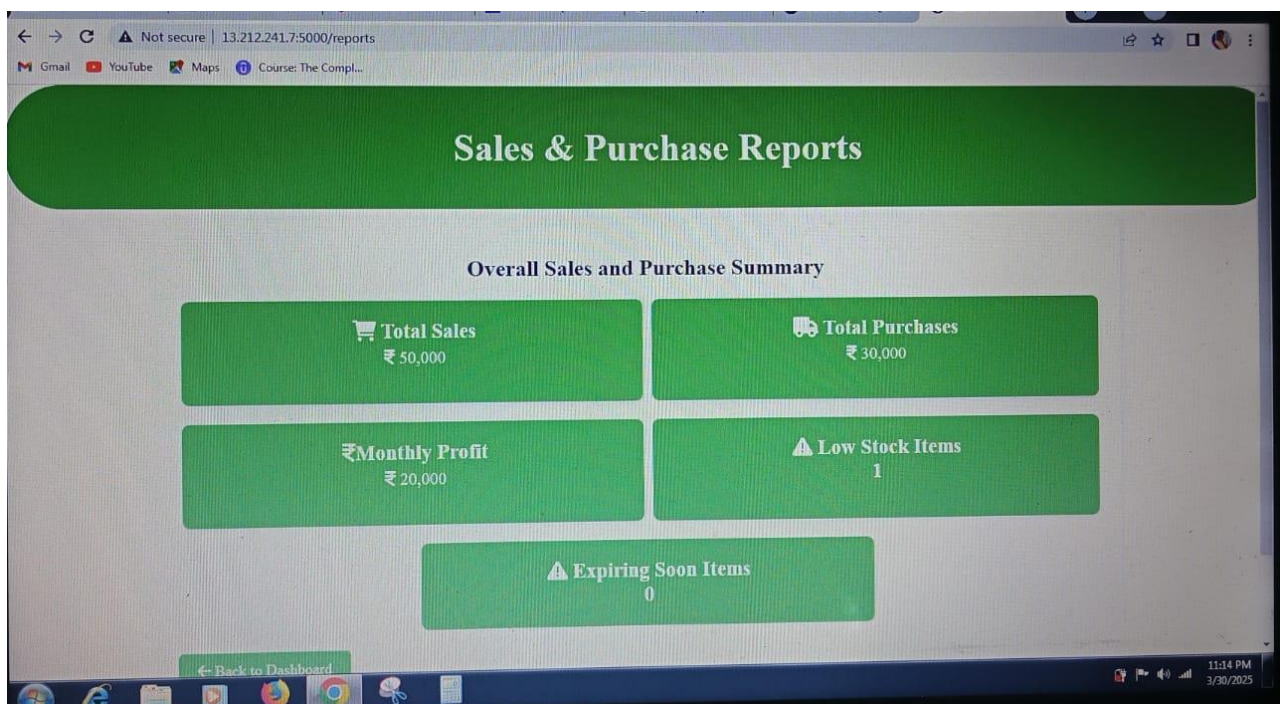 Not secure | 13.212.241.7:5000/reports
Gmail YouTube Maps Course: The Compl...
Sales & Purchase Reports
Overall Sales and Purchase Summary
Total Sales
₹ 50,000
Total Purchases
₹ 30,000
₹Monthly Profit
₹ 20,000
Low Stock Items
1
Expiring Soon Items
0
← Back to Dashboard
11:14 PM
3/30/2025